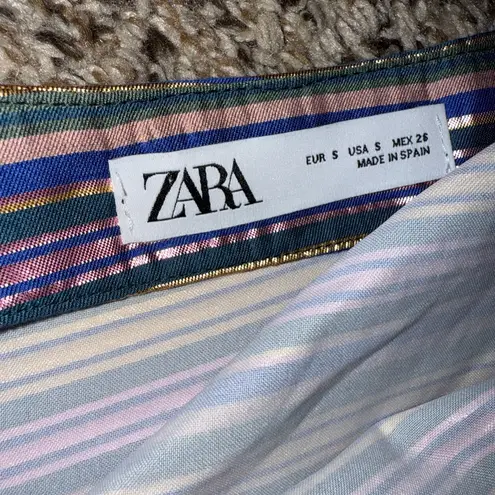 ZARA
EUR S USA S MEX 26
MADE IN SPAIN